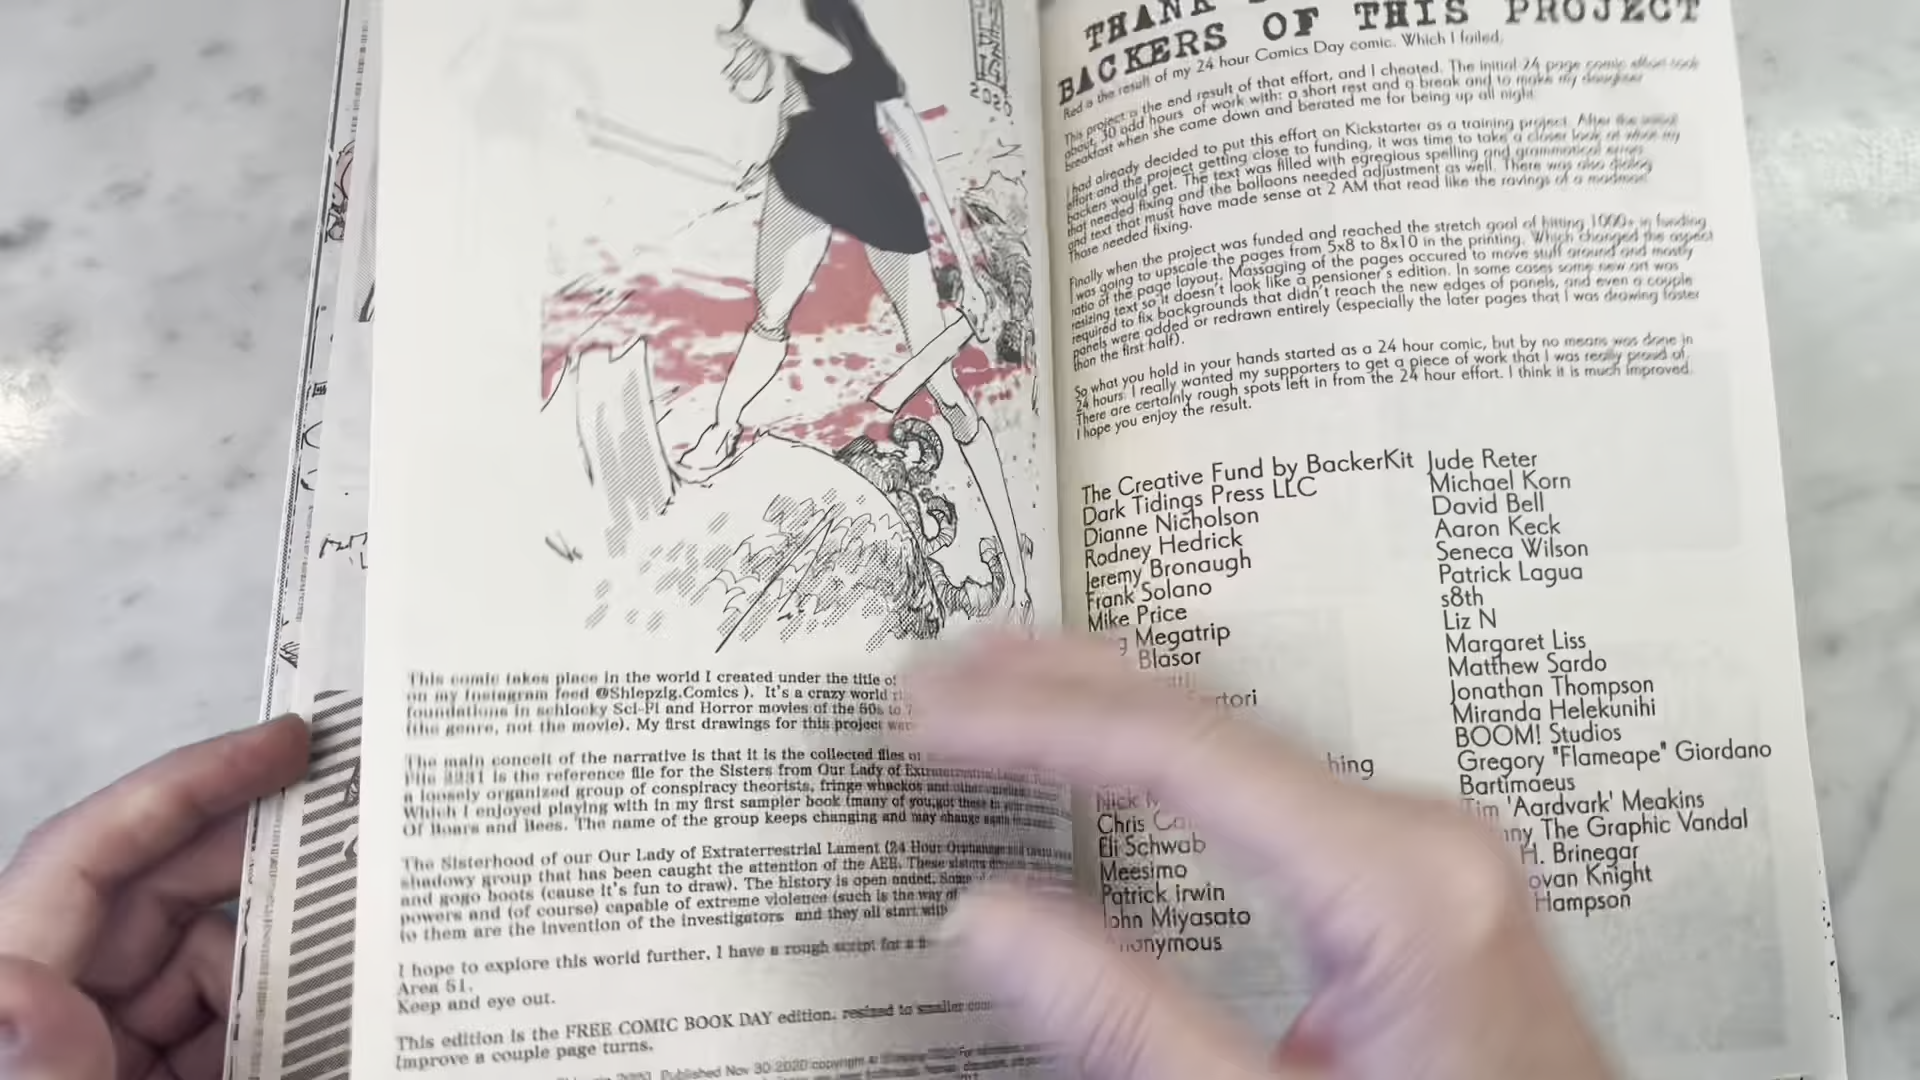 2020
This comic takes place in the world I created under the title of
on my Instagram feed @Shlepzig.Comics ). It's a crazy world
foundations in schlocky Sci-Fi and Horror movies of the 50s to
(the genre, not the movie). My first drawings for this project
The main conceit of the narrative is that it is the collected files of
File 2231 is the reference file for the Sisters from Our Lady of Extraterrestrial
a loosely organized group of conspiracy theorists, fringe whackos and
Which I enjoyed playing with in my first sampler book (many of you got these
Of Boars and Bees. The name of the group keeps changing and may change again
The Sisterhood of our Our Lady of Extraterrestrial Lament (24 Hour
shadowy group that has been caught the attention of the AEE. These sisters
and gogo boots (cause it's fun to draw). The history is open ended. Some
powers and (of course) capable of extreme violence (such is the way of
to them are the invention of the investigators and they all start with
I hope to explore this world further, I have a rough script for a
Area 51.
Keep and eye out.
This edition is the FREE COMIC BOOK DAY edition. resized to smaller
improve a couple page turns.
Published Nov 30 2020 copyright
THANK
BACKERS OF THIS PROJECT
Red is the result of my 24 hour Comics Day comic. Which I failed.
This project is the end result of that effort, and I cheated. The initial 24 page comic effort took
about, 30 odd hours of work with: a short rest and a break and to make my daughter
breakfast when she came down and berated me for being up all night.
I had already decided to put this effort on Kickstarter as a training project. After the initial
effort and the project getting close to funding, it was time to take a closer look at what my
backers would get. The text was filled with egregious spelling and grammatical errors
that needed fixing and the balloons needed adjustment as well. There was also dialog
and text that must have made sense at 2 AM that read like the ravings of a madman.
Those needed fixing.
Finally when the project was funded and reached the stretch goal of hitting 1000+ in funding
I was going to upscale the pages from 5x8 to 8x10 in the printing. Which changed the aspect
ratio of the page layout. Massaging of the pages occured to move stuff around and mostly
resizing text so it doesn't look like a pensioner's edition. In some cases some new art was
required to fix backgrounds that didn't reach the new edges of panels, and even a couple
panels were added or redrawn entirely (especially the later pages that I was drawing faster
than the first half).
So what you hold in your hands started as a 24 hour comic, but by no means was done in
24 hours. I really wanted my supporters to get a piece of work that I was really proud of.
There are certainly rough spots left in from the 24 hour effort. I think it is much improved.
I hope you enjoy the result.
The Creative Fund by BackerKit
Dark Tidings Press LLC
Dianne Nicholson
Rodney Hedrick
Jeremy Bronaugh
Frank Solano
Mike Price
Megatrip
Blasor
Nick
Chris
Eli Schwab
Meesimo
Patrick irwin
John Miyasato
Anonymous
Jude Reter
Michael Korn
David Bell
Aaron Keck
Seneca Wilson
Patrick Lagua
s8th
Liz N
Margaret Liss
Matthew Sardo
Jonathan Thompson
Miranda Helekunihi
BOOM! Studios
Gregory "Flameape" Giordano
Bartimaeus
Tim 'Aardvark' Meakins
The Graphic Vandal
H. Brinegar
Knight
Hampson